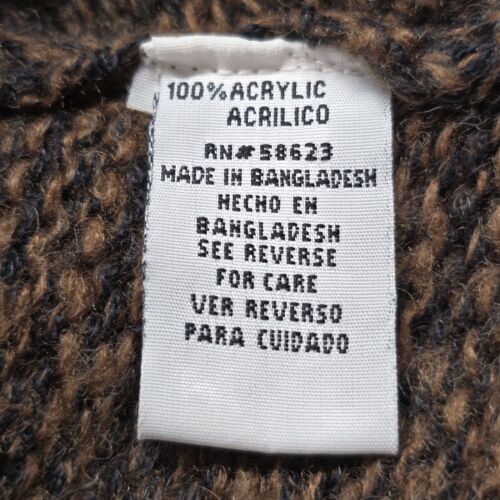 100% ACRYLIC
ACRILICO
RN# 58623
MADE IN BANGLADESH
HECHO EN
BANGLADESH
SEE REVERSE
FOR CARE
VER REVERSO
PARA CUIDADO